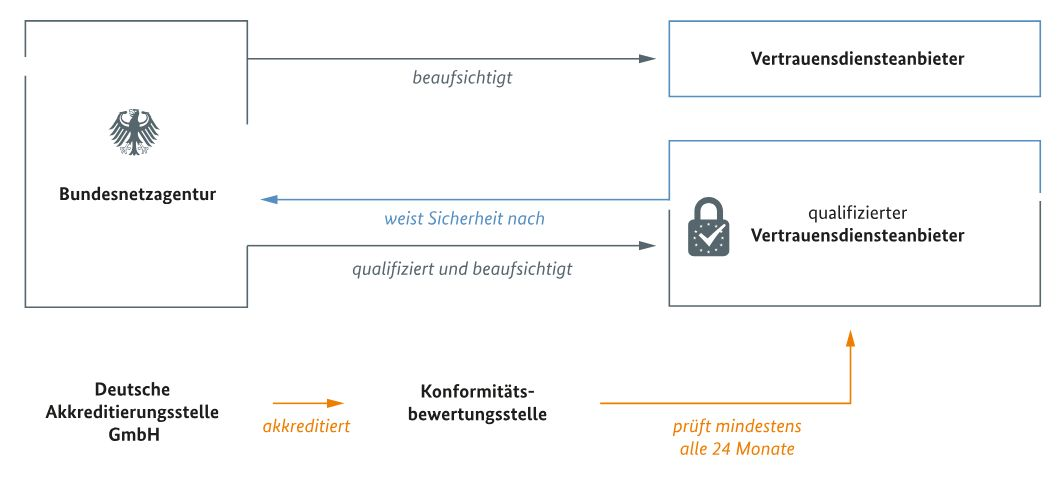 beaufsichtigt
Vertrauensdiensteanbieter
Bundesnetzagentur
weist Sicherheit nach
qualifiziert und beaufsichtigt
qualifizierter
Vertrauensdiensteanbieter
Deutsche
Akkreditierungsstelle
GmbH
akkreditiert
Konformitäts-
bewertungsstelle
prüft mindestens
alle 24 Monate